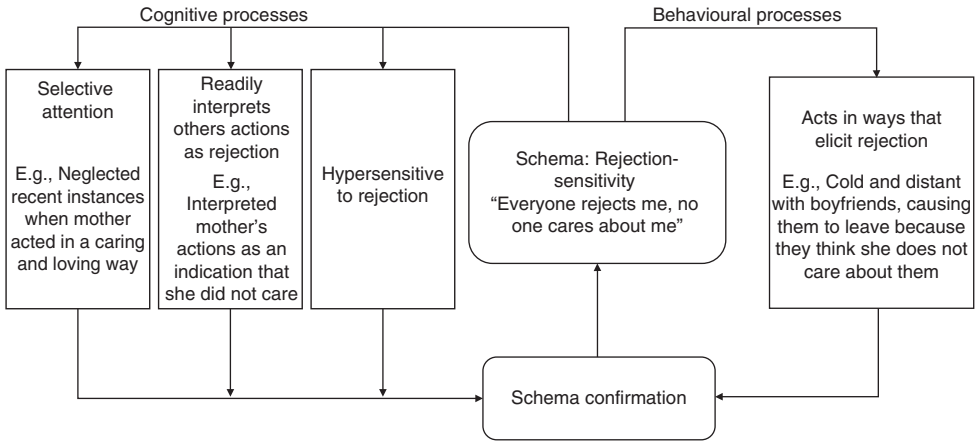 Cognitive processes
Behavioural processes
Selective
attention
E.g., Neglected
recent instances
when mother
acted in a caring
and loving way
Readily
interprets
others actions
as rejection
E.g.,
Interpreted
mother’s
actions as an
indication that
she did not care
Hypersensitive
to rejection
Schema: Rejection-
sensitivity
“Everyone rejects me, no
one cares about me”
Acts in ways that
elicit rejection
E.g., Cold and distant
with boyfriends, causing
them to leave because
they think she does not
care about them
Schema confirmation